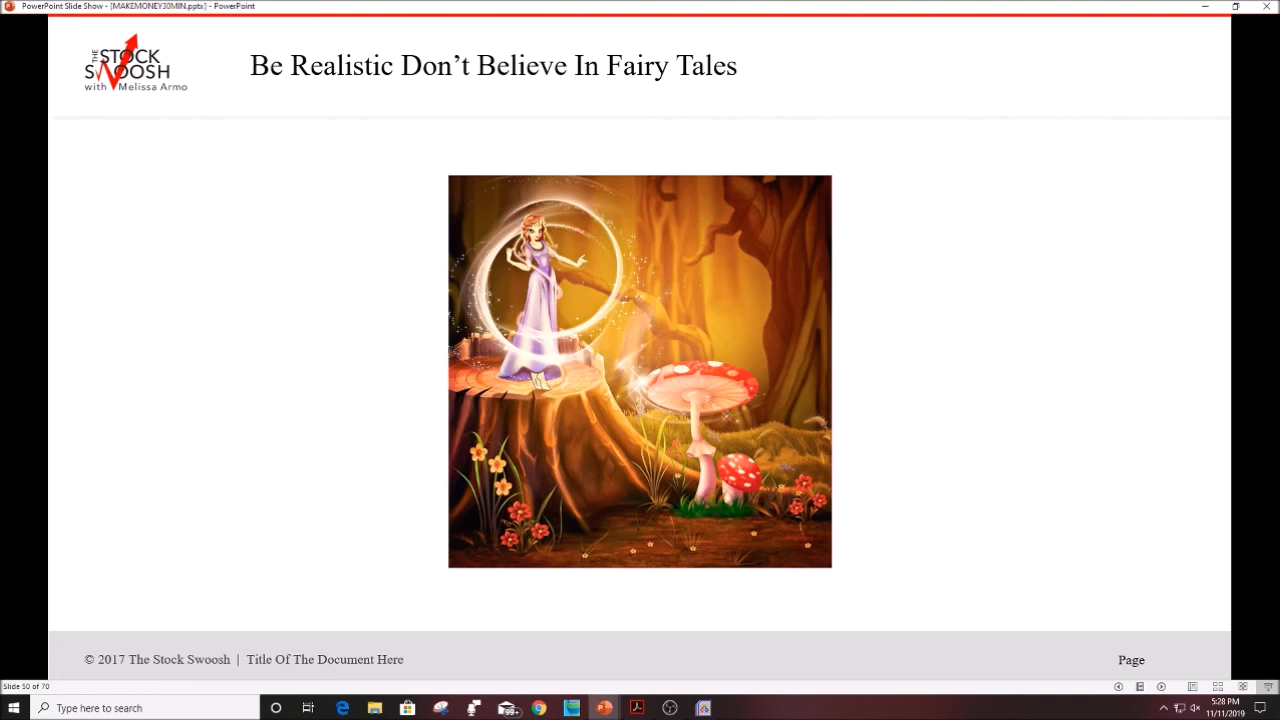 PowerPoint Slide Show - [MAKEMONEY30MIN.pptx] - PowerPoint
THE
STOCK
SWOOSH
with Melissa Armo
Be Realistic Don’t Believe In Fairy Tales
© 2017 The Stock Swoosh | Title Of The Document Here
Page
Slide 50 of 70
Type here to search
99+
5:28 PM
11/11/2019